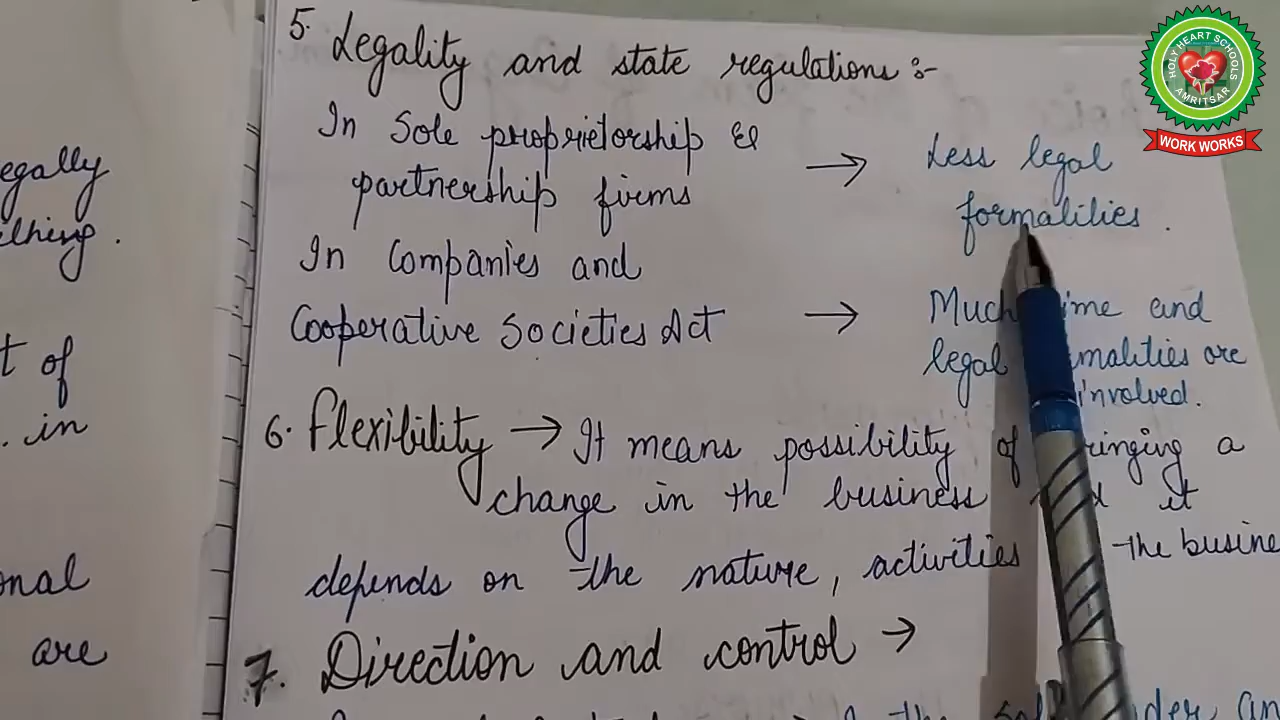 5. Legality and state regulations :-
In Sole proprietorship &
partnership firms → Less legal
formalities.
In Companies and
Cooperative Societies Act → Much time and
legal formalities are
involved.
6. Flexibility → It means possibility of bringing a
change in the business it
depends on the nature, activities the
7. Direction and control →
egally
thing.
t of
. in
onal
are
HOLY HEART SCHOOLS
AMRITSAR
WORK WORKS